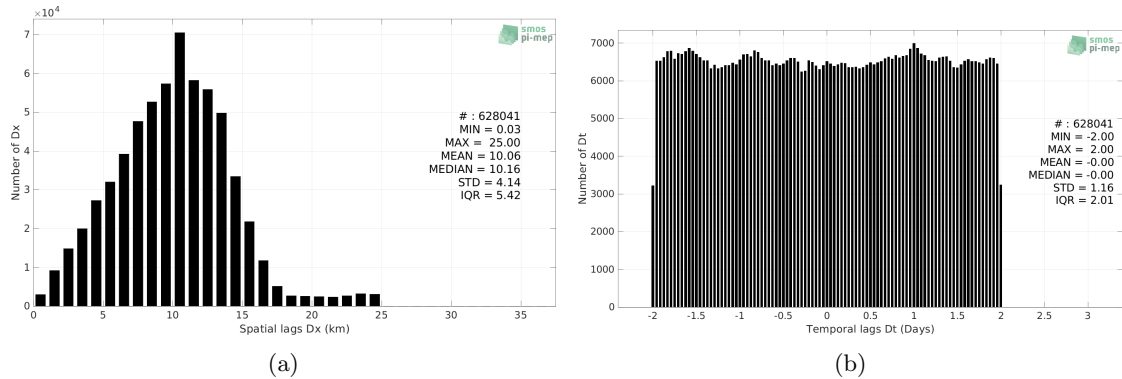 ×10⁴
7
6
5
4
3
2
1
0
Number of Dx
smos
pi-mep
# : 628041
MIN = 0.03
MAX = 25.00
MEAN = 10.06
MEDIAN = 10.16
STD = 4.14
IQR = 5.42
0 5 10 15 20 25 30 35
Spatial lags Dx (km)
(a)
7000
6000
5000
4000
3000
2000
1000
0
Number of Dt
smos
pi-mep
# : 628041
MIN = -2.00
MAX = 2.00
MEAN = -0.00
MEDIAN = -0.00
STD = 1.16
IQR = 2.01
-2 -1.5 -1 -0.5 0 0.5 1 1.5 2 2.5 3
Temporal lags Dt (Days)
(b)